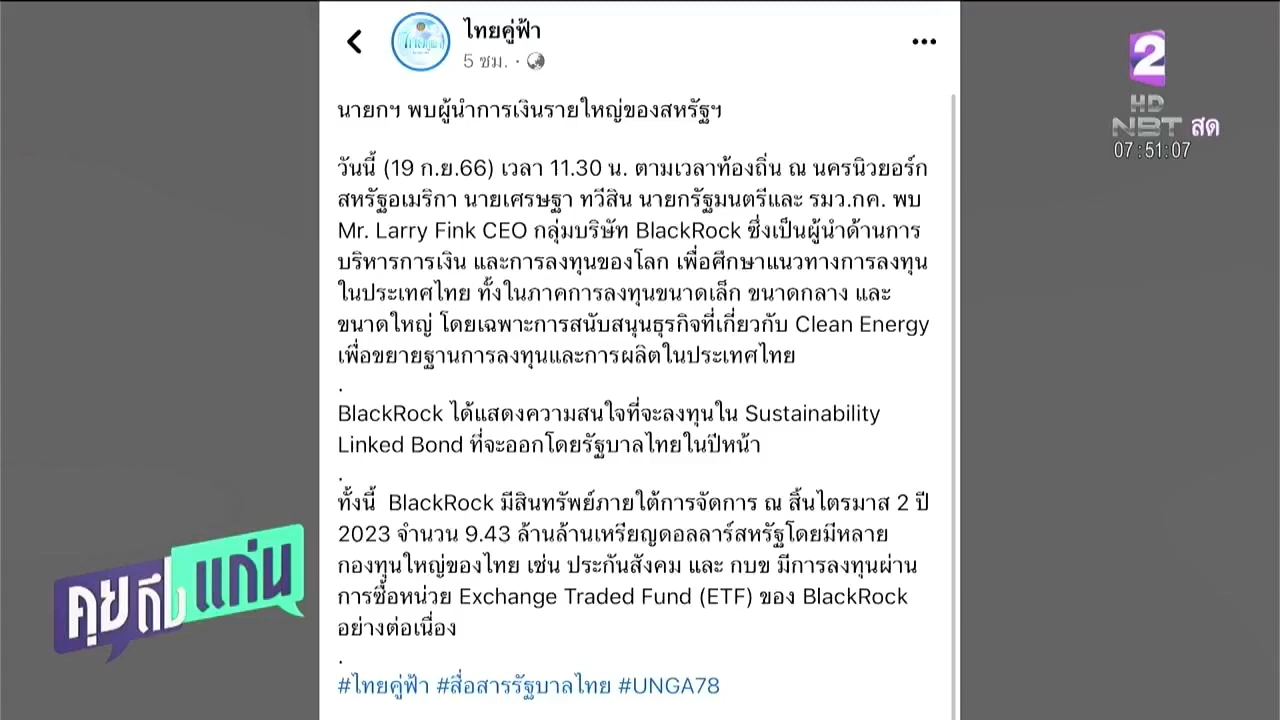 ไทยคู่ฟ้า
5 ชม. ·
2
HD
NBT สด
07:51:07
นายกฯ พบผู้นำการเงินรายใหญ่ของสหรัฐฯ
วันนี้ (19 ก.ย.66) เวลา 11.30 น. ตามเวลาท้องถิ่น ณ นครนิวยอร์ก
สหรัฐอเมริกา นายเศรษฐา ทวีสิน นายกรัฐมนตรีและ รมว.กค. พบ
Mr. Larry Fink CEO กลุ่มบริษัท BlackRock ซึ่งเป็นผู้นำด้านการ
บริหารการเงิน และการลงทุนของโลก เพื่อศึกษาแนวทางการลงทุน
ในประเทศไทย ทั้งในภาคการลงทุนขนาดเล็ก ขนาดกลาง และ
ขนาดใหญ่ โดยเฉพาะการสนับสนุนธุรกิจที่เกี่ยวกับ Clean Energy
เพื่อขยายฐานการลงทุนและการผลิตในประเทศไทย
.
BlackRock ได้แสดงความสนใจที่จะลงทุนใน Sustainability
Linked Bond ที่จะออกโดยรัฐบาลไทยในปีหน้า
.
ทั้งนี้ BlackRock มีสินทรัพย์ภายใต้การจัดการ ณ สิ้นไตรมาส 2 ปี
2023 จำนวน 9.43 ล้านล้านเหรียญดอลลาร์สหรัฐโดยมีหลาย
กองทุนใหญ่ของไทย เช่น ประกันสังคม และ กบข มีการลงทุนผ่าน
การซื้อหน่วย Exchange Traded Fund (ETF) ของ BlackRock
อย่างต่อเนื่อง
.
#ไทยคู่ฟ้า #สื่อสารรัฐบาลไทย #UNGA78
คุยถึงแก่น